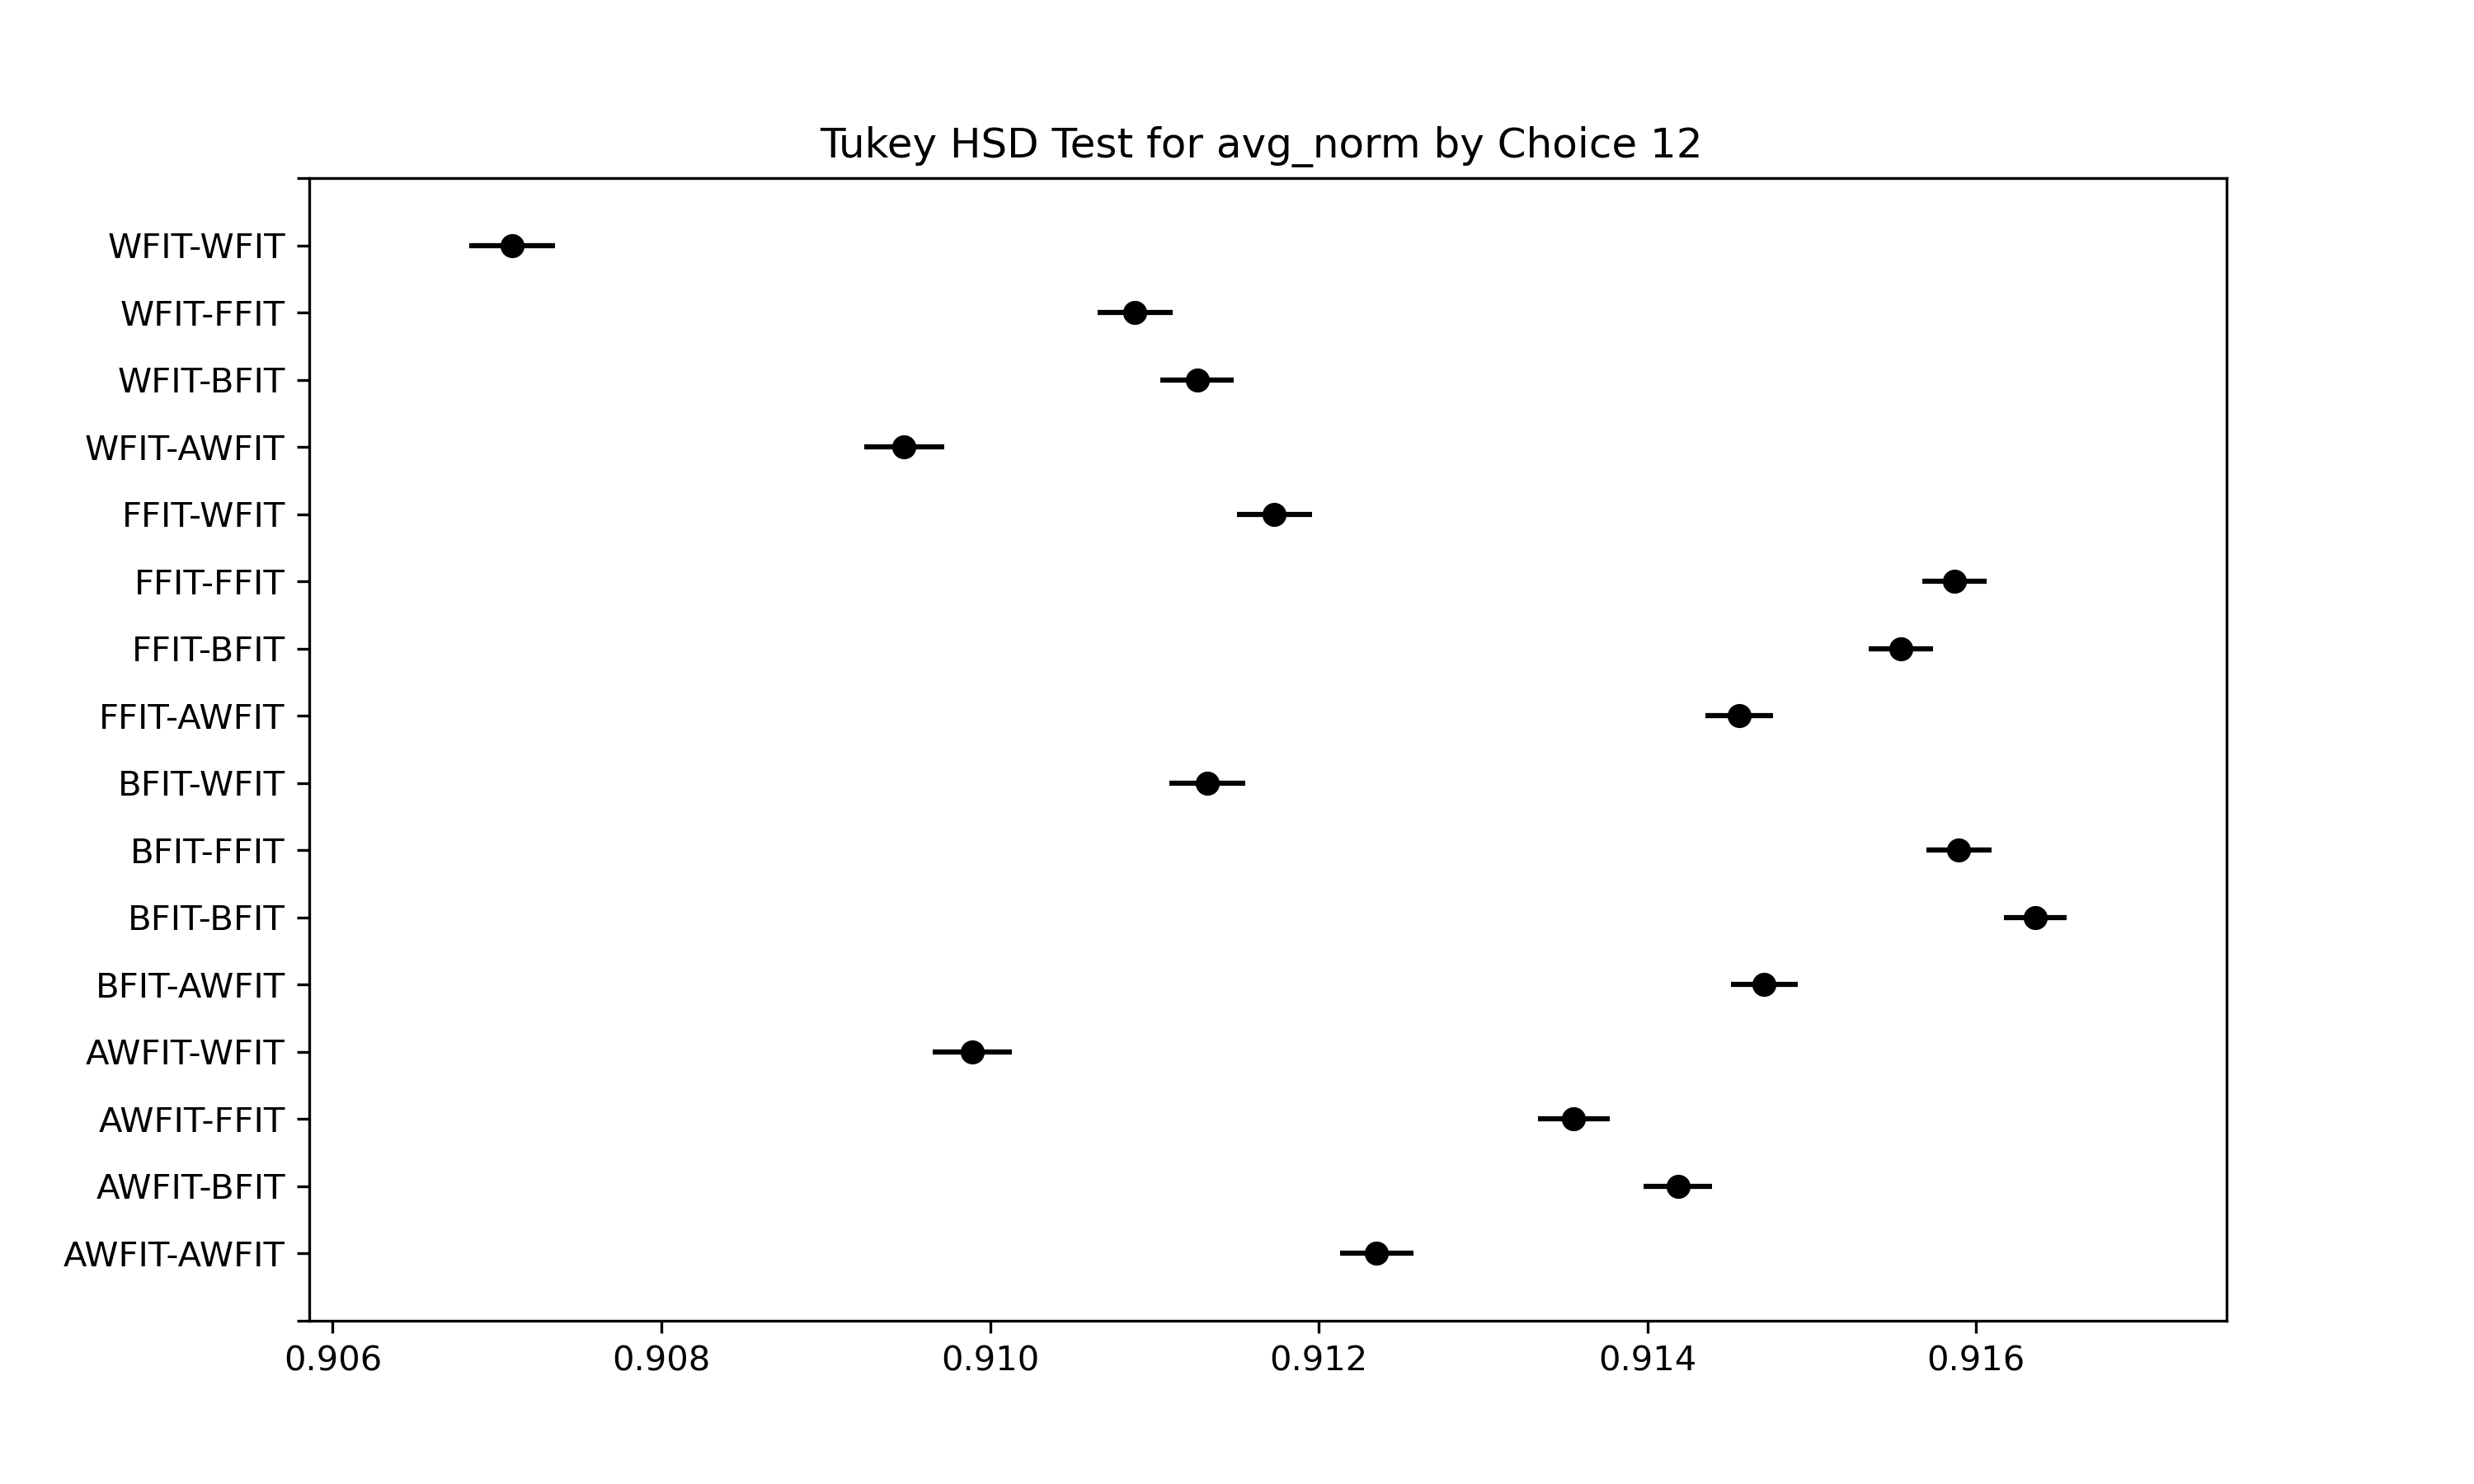 Tukey HSD Test for avg_norm by Choice 12
WFIT-WFIT
WFIT-FFIT
WFIT-BFIT
WFIT-AWFIT
FFIT-WFIT
FFIT-FFIT
FFIT-BFIT
FFIT-AWFIT
BFIT-WFIT
BFIT-FFIT
BFIT-BFIT
BFIT-AWFIT
AWFIT-WFIT
AWFIT-FFIT
AWFIT-BFIT
AWFIT-AWFIT
0.906 0.908 0.910 0.912 0.914 0.916